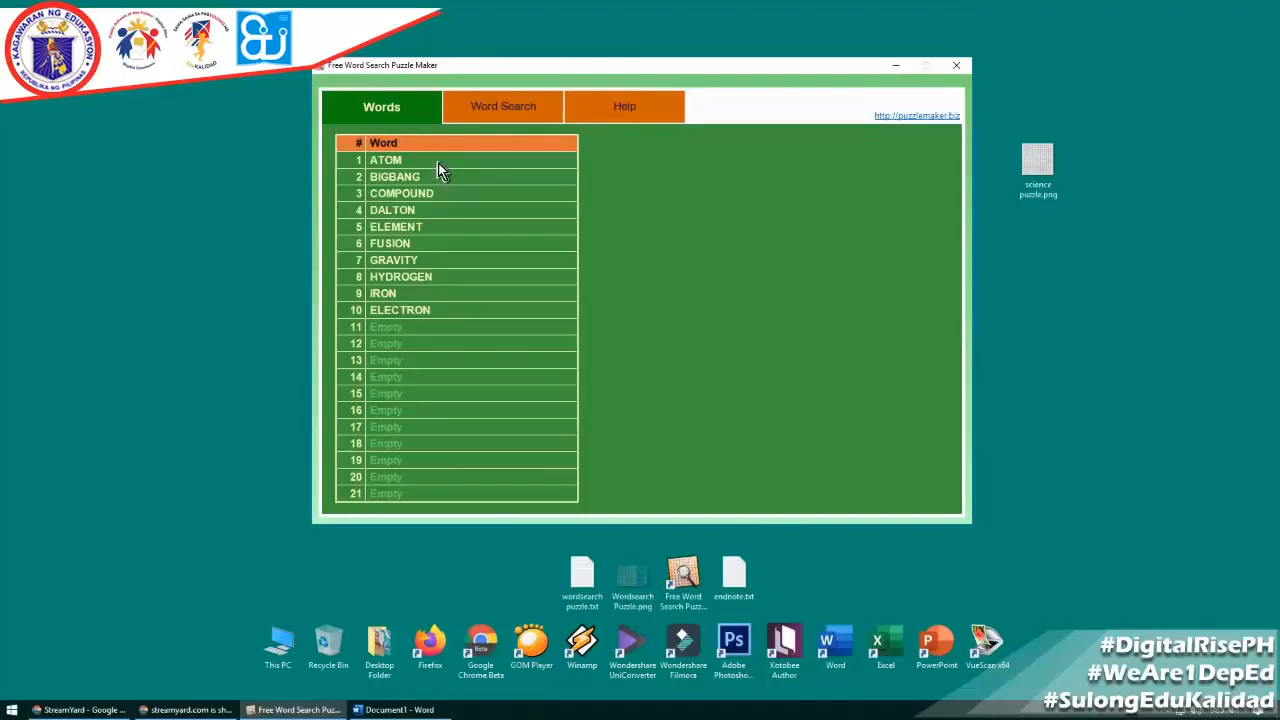 KAGAWARAN NG EDUKASYON
REPUBLIKA NG PILIPINAS
Free Word Search Puzzle Maker
Words
Word Search
Help
http://puzzlemaker.biz
# Word
1 ATOM
2 BIGBANG
3 COMPOUND
4 DALTON
5 ELEMENT
6 FUSION
7 GRAVITY
8 HYDROGEN
9 IRON
10 ELECTRON
11 Empty
12 Empty
13 Empty
14 Empty
15 Empty
16 Empty
17 Empty
18 Empty
19 Empty
20 Empty
21 Empty
science
puzzle.png
wordsearch
puzzle.txt
Wordsearch
Puzzle.png
Free Word
Search Puzz...
endnote.txt
This PC
Recycle Bin
Desktop
Folder
Firefox
Google
Chrome Beta
GOM Player
Winamp
Wondershare
UniConverter
Wondershare
Filmora
Adobe
Photosho...
Kotobee
Author
Word
Excel
PowerPoint
VueScan x64
Beta
Ps
#DigitalRisePH
#WeAre1DepEd
#SulongEduKalidad
StreamYard - Google ...
streamyard.com is sh...
Free Word Search Puz...
Document1 - Word